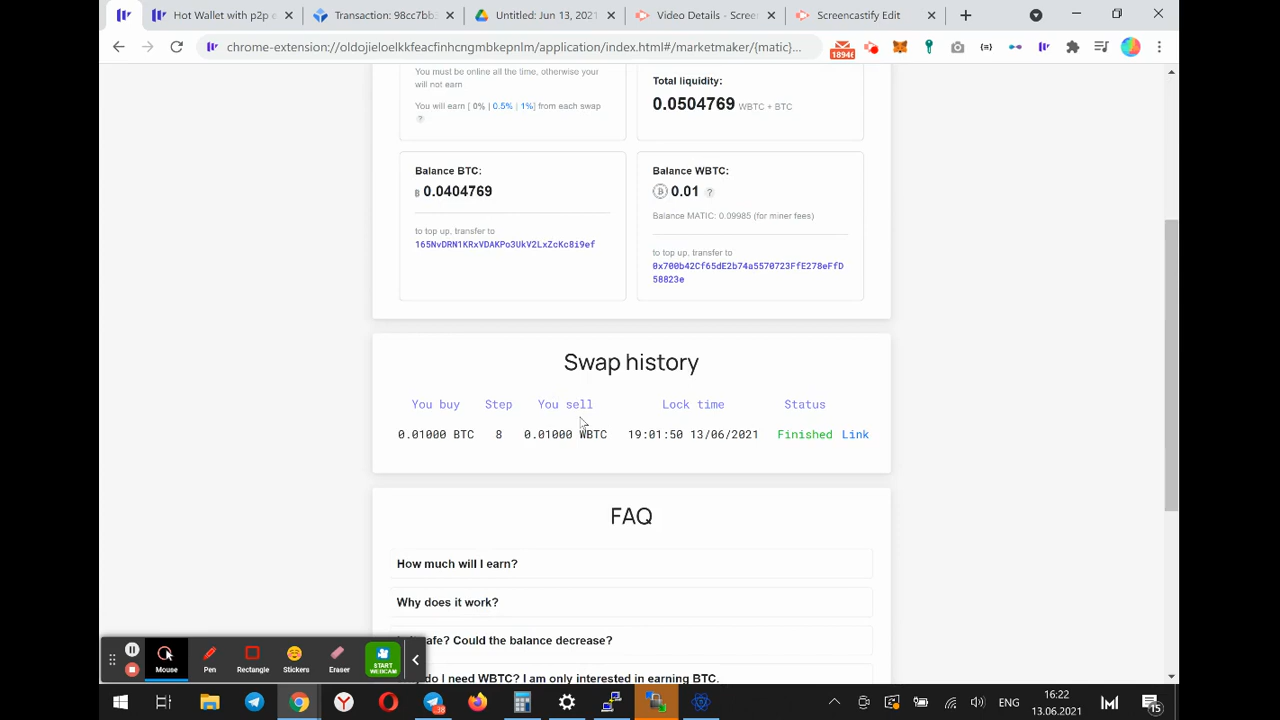 Hot Wallet with p2p e
Transaction: 98cc7bb
Untitled: Jun 13, 2021
Video Details - Screen
Screencastify Edit
chrome-extension://oldojieloelkkfeacfinhcngmbkepnlm/application/index.html#/marketmaker/{matic}...
You must be online all the time, otherwise your
will not earn
You will earn [ 0% | 0.5% | 1%] from each swap
?
Total liquidity:
0.0504769 WBTC + BTC
Balance BTC:
0.0404769
to top up, transfer to
165NvDRN1KRxVDAKPo3UkV2LxZcKc8i9ef
Balance WBTC:
0.01 ?
Balance MATIC: 0.09985 (for miner fees)
to top up, transfer to
0x700b42Cf65dE2b74a5570723FfE278eFfD
58823e
Swap history
You buy Step You sell Lock time Status
0.01000 BTC 8 0.01000 WBTC 19:01:50 13/06/2021 Finished Link
FAQ
How much will I earn?
Why does it work?
afe? Could the balance decrease?
do I need WBTC? I am only interested in earning BTC.
Mouse Pen Rectangle Stickers Eraser START WEBCAM
ENG
16:22
13.06.2021
15